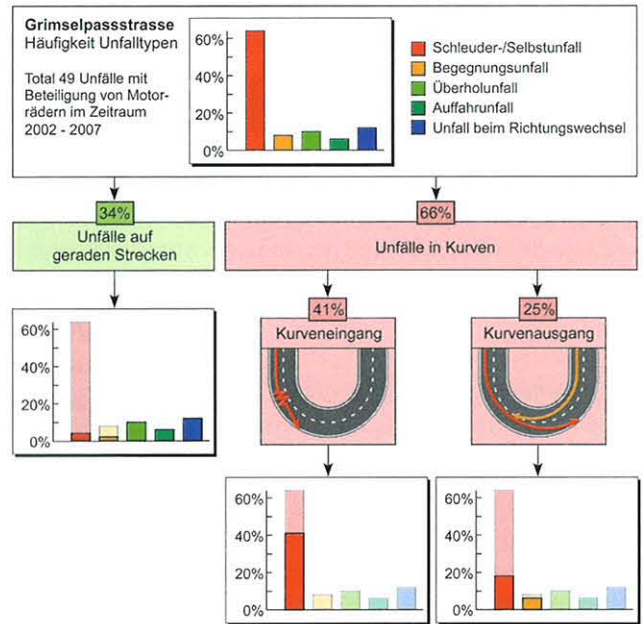 Grimselpassstrasse
Häufigkeit Unfalltypen
Total 49 Unfälle mit
Beteiligung von Motor-
rädern im Zeitraum
2002 - 2007
60%
40%
20%
0%
Schleuder-/Selbstunfall
Begegnungsunfall
Überholunfall
Auffahrunfall
Unfall beim Richtungswechsel
34%
Unfälle auf
geraden Strecken
66%
Unfälle in Kurven
60%
40%
20%
0%
41%
Kurveneingang
25%
Kurvenausgang
60%
40%
20%
0%
60%
40%
20%
0%